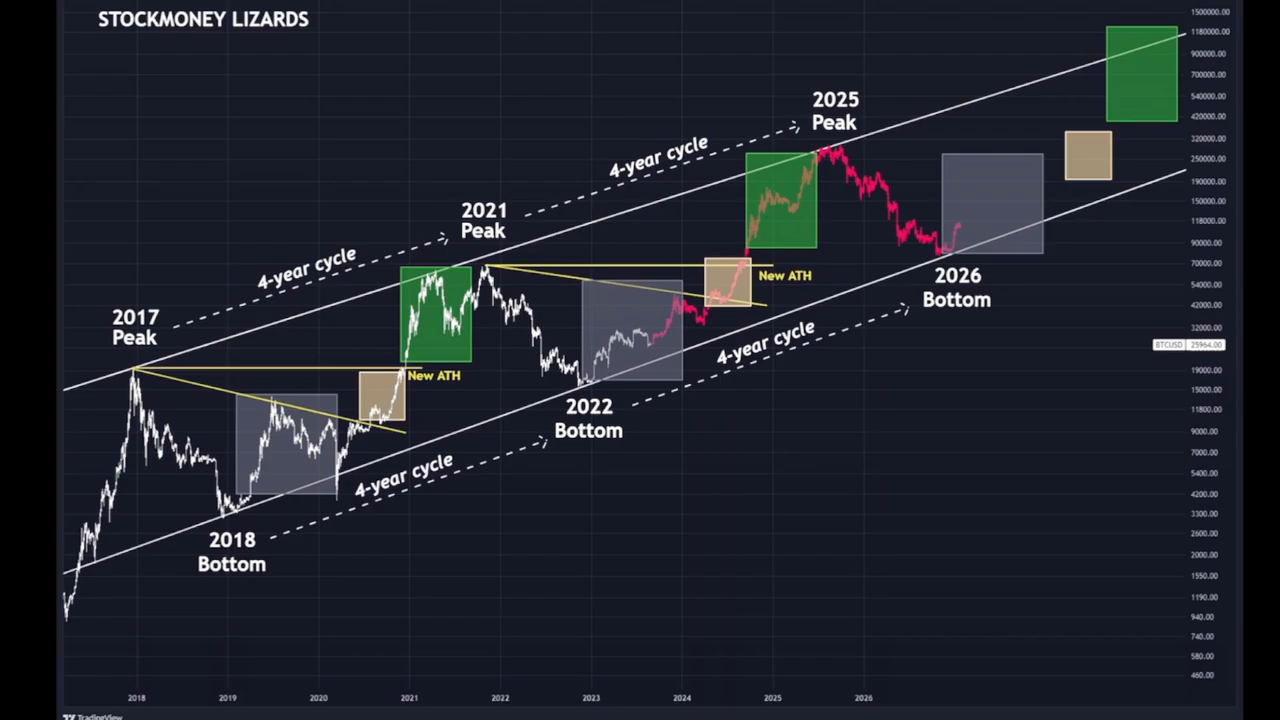 STOCKMONEY LIZARDS
2017
Peak
4-year cycle
2021
Peak
4-year cycle
2025
Peak
New ATH
New ATH
2018
Bottom
4-year cycle
2022
Bottom
4-year cycle
2026
Bottom
1500000.00
1180000.00
900000.00
700000.00
540000.00
420000.00
320000.00
250000.00
190000.00
150000.00
118000.00
90000.00
70000.00
54000.00
42000.00
32000.00
BTCUSD 25964.00
19000.00
15000.00
11800.00
9000.00
7000.00
5400.00
4200.00
3300.00
2600.00
2000.00
1550.00
1190.00
940.00
740.00
580.00
460.00
2018 2019 2020 2021 2022 2023 2024 2025 2026
TradingView